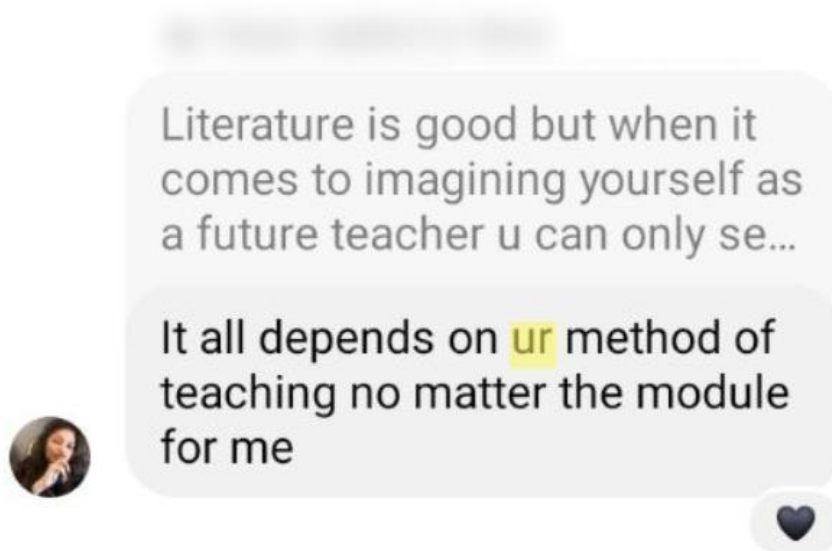 Literature is good but when it
comes to imagining yourself as
a future teacher u can only se...
It all depends on ur method of
teaching no matter the module
for me